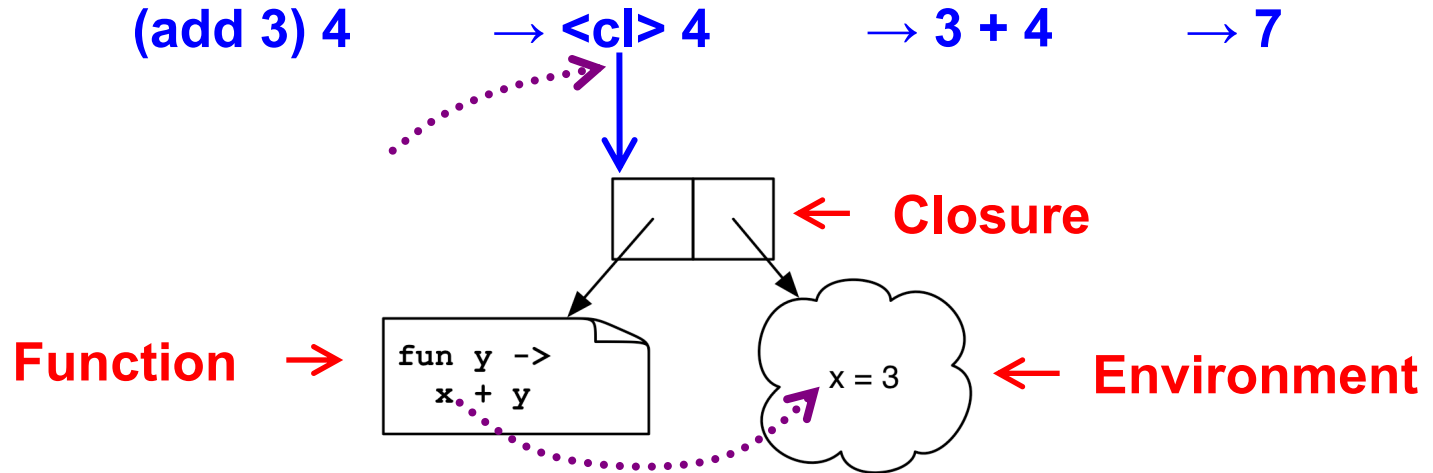 (add 3) 4 → <cl> 4 → 3 + 4 → 7
Closure
Function
fun y ->
x + y
x = 3
Environment